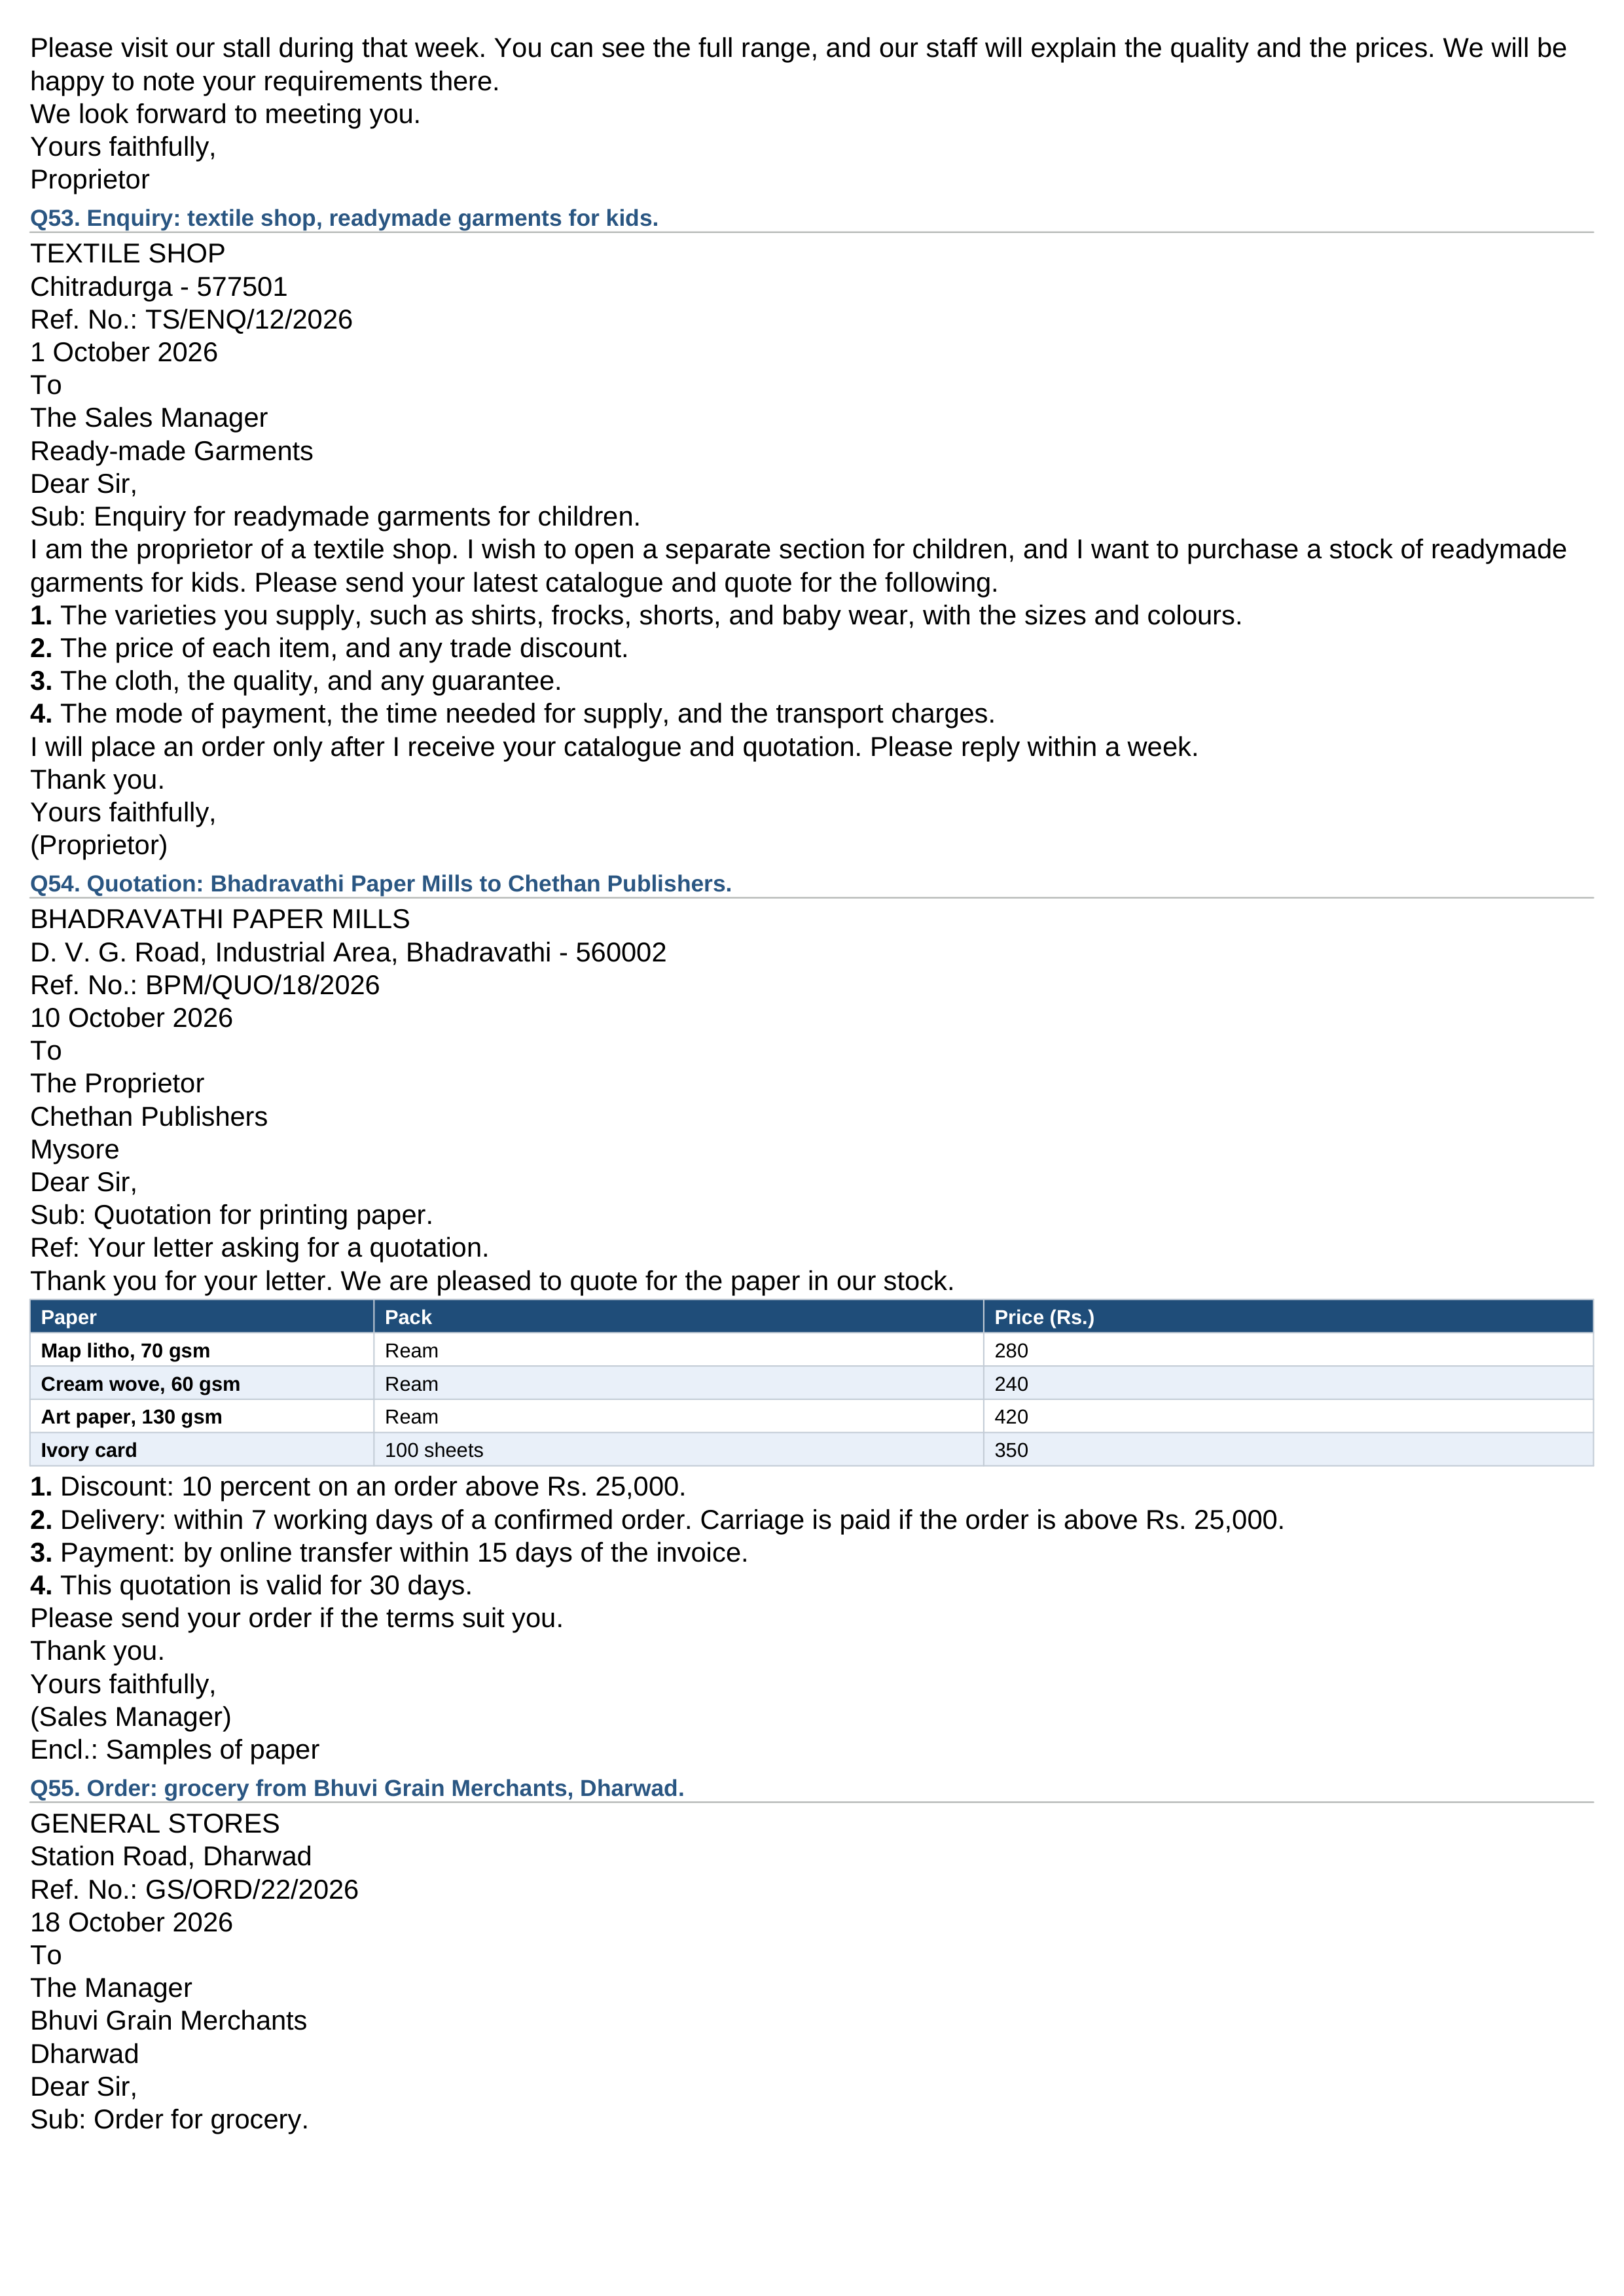 Please visit our stall during that week. You can see the full range, and our staff will explain the quality and the prices. We will be
happy to note your requirements there.
We look forward to meeting you.
Yours faithfully,
Proprietor
Q53. Enquiry: textile shop, readymade garments for kids.
TEXTILE SHOP
Chitradurga - 577501
Ref. No.: TS/ENQ/12/2026
1 October 2026
To
The Sales Manager
Ready-made Garments
Dear Sir,
Sub: Enquiry for readymade garments for children.
I am the proprietor of a textile shop. I wish to open a separate section for children, and I want to purchase a stock of readymade
garments for kids. Please send your latest catalogue and quote for the following.
1. The varieties you supply, such as shirts, frocks, shorts, and baby wear, with the sizes and colours.
2. The price of each item, and any trade discount.
3. The cloth, the quality, and any guarantee.
4. The mode of payment, the time needed for supply, and the transport charges.
I will place an order only after I receive your catalogue and quotation. Please reply within a week.
Thank you.
Yours faithfully,
(Proprietor)
Q54. Quotation: Bhadravathi Paper Mills to Chethan Publishers.
BHADRAVATHI PAPER MILLS
D. V. G. Road, Industrial Area, Bhadravathi - 560002
Ref. No.: BPM/QUO/18/2026
10 October 2026
To
The Proprietor
Chethan Publishers
Mysore
Dear Sir,
Sub: Quotation for printing paper.
Ref: Your letter asking for a quotation.
Thank you for your letter. We are pleased to quote for the paper in our stock.
Paper Pack Price (Rs.)
Map litho, 70 gsm Ream 280
Cream wove, 60 gsm Ream 240
Art paper, 130 gsm Ream 420
Ivory card 100 sheets 350
1. Discount: 10 percent on an order above Rs. 25,000.
2. Delivery: within 7 working days of a confirmed order. Carriage is paid if the order is above Rs. 25,000.
3. Payment: by online transfer within 15 days of the invoice.
4. This quotation is valid for 30 days.
Please send your order if the terms suit you.
Thank you.
Yours faithfully,
(Sales Manager)
Encl.: Samples of paper
Q55. Order: grocery from Bhuvi Grain Merchants, Dharwad.
GENERAL STORES
Station Road, Dharwad
Ref. No.: GS/ORD/22/2026
18 October 2026
To
The Manager
Bhuvi Grain Merchants
Dharwad
Dear Sir,
Sub: Order for grocery.